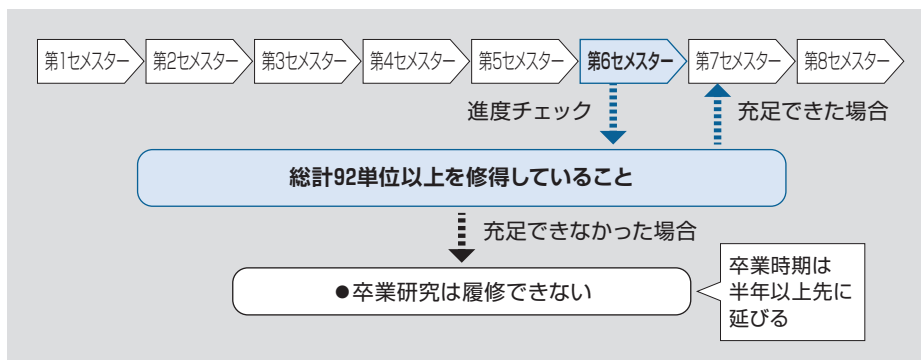 第1セメスター 第2セメスター 第3セメスター 第4セメスター 第5セメスター 第6セメスター 第7セメスター 第8セメスター
進度チェック 充足できた場合
総計92単位以上を修得していること
充足できなかった場合
●卒業研究は履修できない
卒業時期は
半年以上先に
延びる